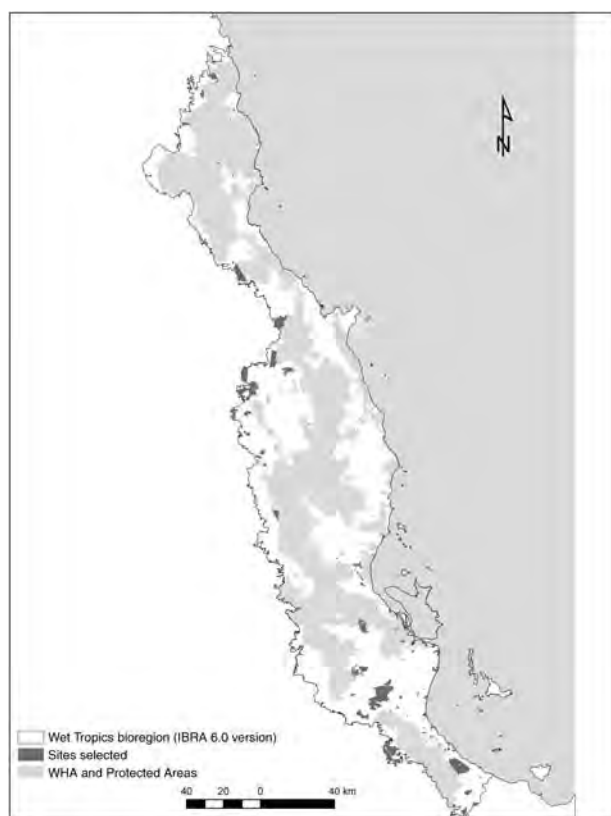 N
Wet Tropics bioregion (IBRA 6.0 version)
Sites selected
WHA and Protected Areas
40 20 0 40 km